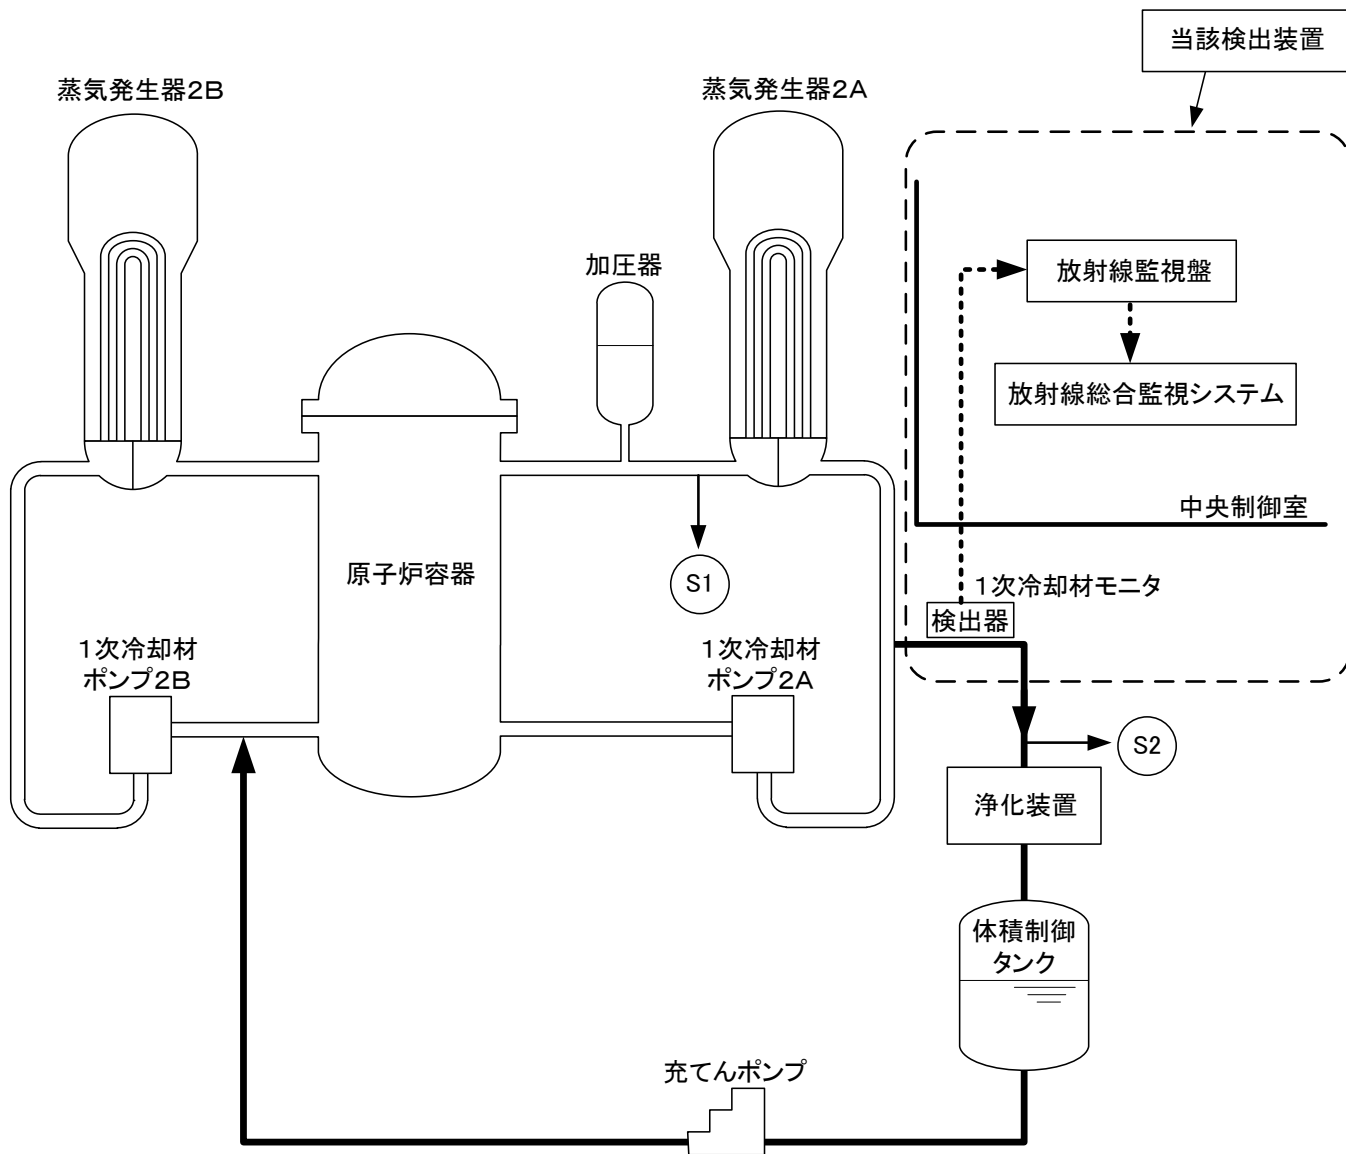 当該検出装置
蒸気発生器2B
蒸気発生器2A
加圧器
放射線監視盤
放射線総合監視システム
中央制御室
原子炉容器
S1
1次冷却材モニタ
検出器
1次冷却材
ポンプ2B
1次冷却材
ポンプ2A
S2
浄化装置
体積制御
タンク
充てんポンプ